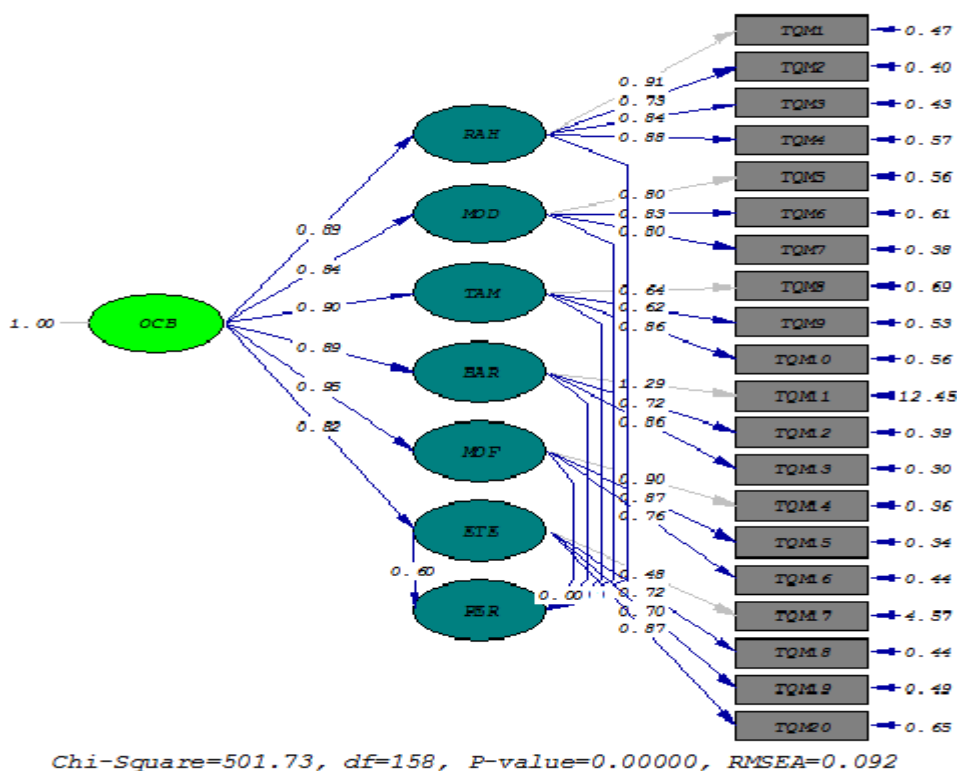 1.00
OCB
0.89
0.84
0.90
0.89
0.95
0.82
0.60
RAH
MOD
TAM
BAR
MOF
ETE
0.91
0.73
0.84
0.88
0.80
0.83
0.80
0.64
0.62
0.86
1.29
0.72
0.86
0.90
0.87
0.76
0.48
0.72
0.70
0.87
0.00
TQM1 0.47
TQM2 0.40
TQM3 0.43
TQM4 0.57
TQM5 0.56
TQM6 0.61
TQM7 0.38
TQM8 0.69
TQM9 0.53
TQM10 0.56
TQM11 12.45
TQM12 0.39
TQM13 0.30
TQM14 0.36
TQM15 0.34
TQM16 0.44
TQM17 4.57
TQM18 0.44
TQM19 0.49
TQM20 0.65
Chi-Square=501.73, df=158, P-value=0.00000, RMSEA=0.092